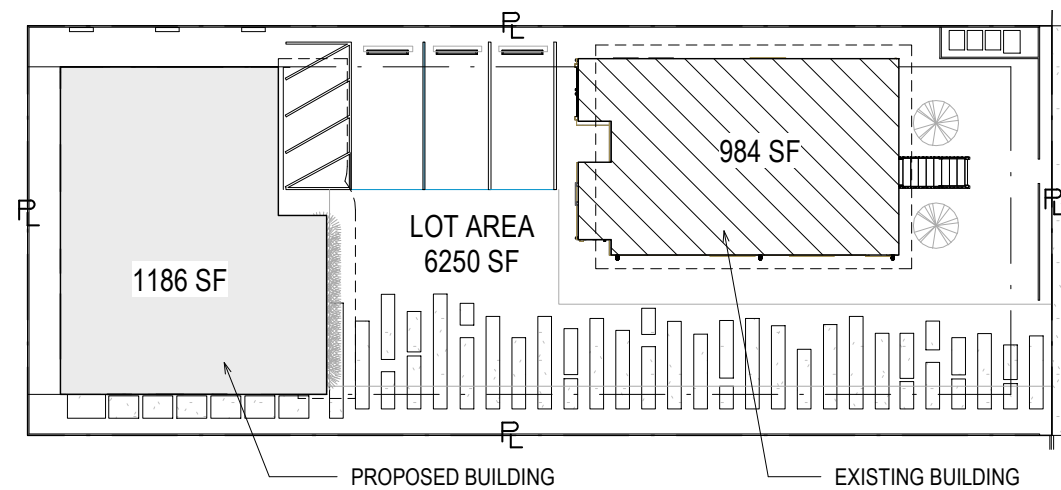 PL
984 SF
PL
PL
LOT AREA
6250 SF
1186 SF
PL
PROPOSED BUILDING
EXISTING BUILDING